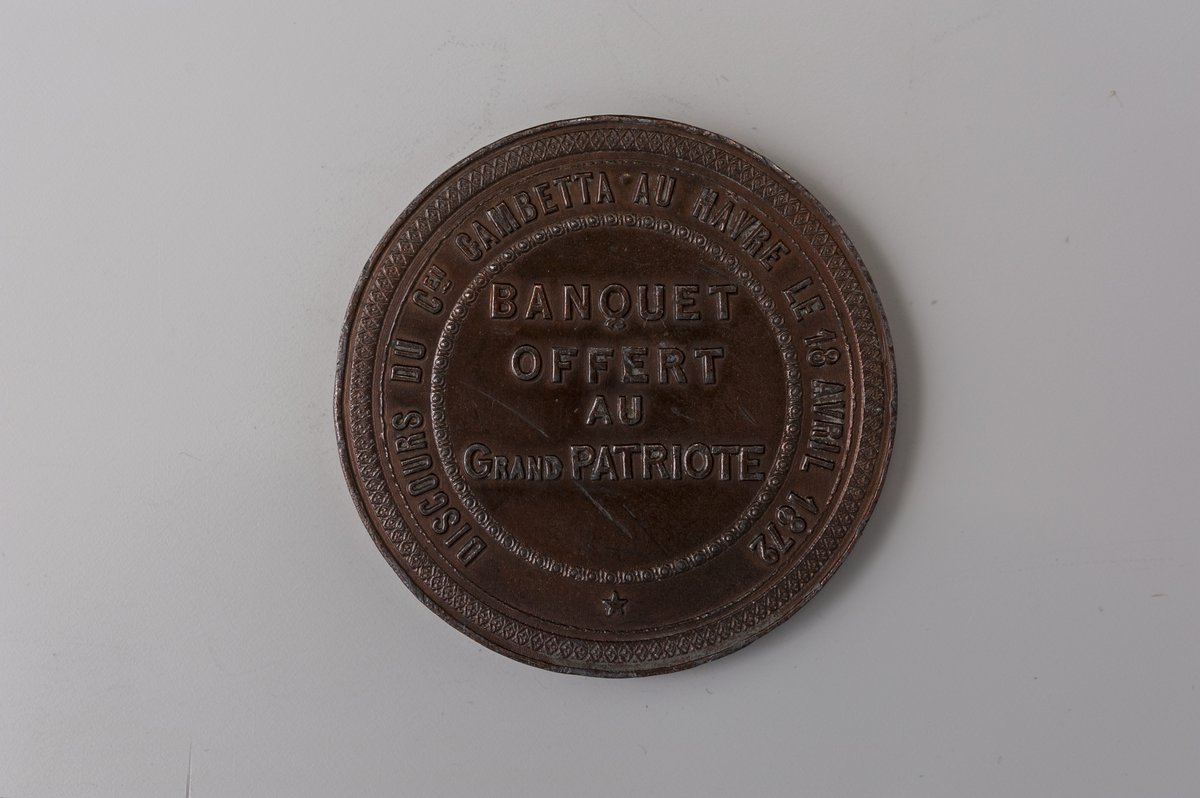 DISCOURS DU CEN GAMBETTA AU HAVRE LE 18 AVRIL 1872
BANQUET
OFFERT
AU
GRAND PATRIOTE